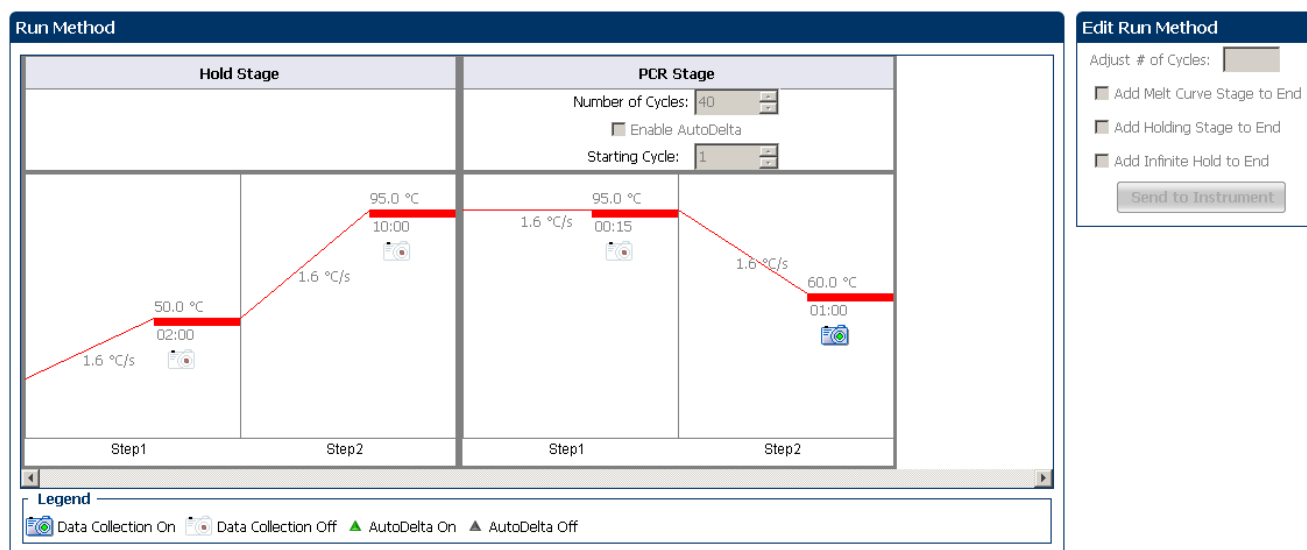 Run Method
Hold Stage
PCR Stage
Number of Cycles: 40
Enable AutoDelta
Starting Cycle: 1
1.6 °C/s
50.0 °C
02:00
1.6 °C/s
95.0 °C
10:00
1.6 °C/s
95.0 °C
00:15
1.6 °C/s
60.0 °C
01:00
Step1
Step2
Step1
Step2
Legend
Data Collection On
Data Collection Off
AutoDelta On
AutoDelta Off
Edit Run Method
Adjust # of Cycles:
Add Melt Curve Stage to End
Add Holding Stage to End
Add Infinite Hold to End
Send to Instrument